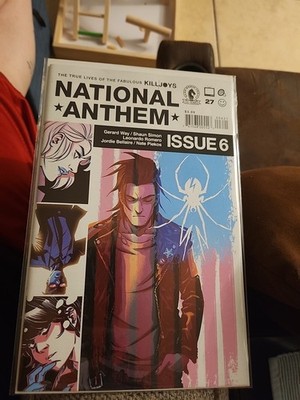 THE TRUE LIVES OF THE FABULOUS KILLJOYS
NATIONAL
★ANTHEM★
27
Gerard Way / Shaun Simon
Leonardo Romero
Jordie Bellaire / Nate Piekos
ISSUE 6